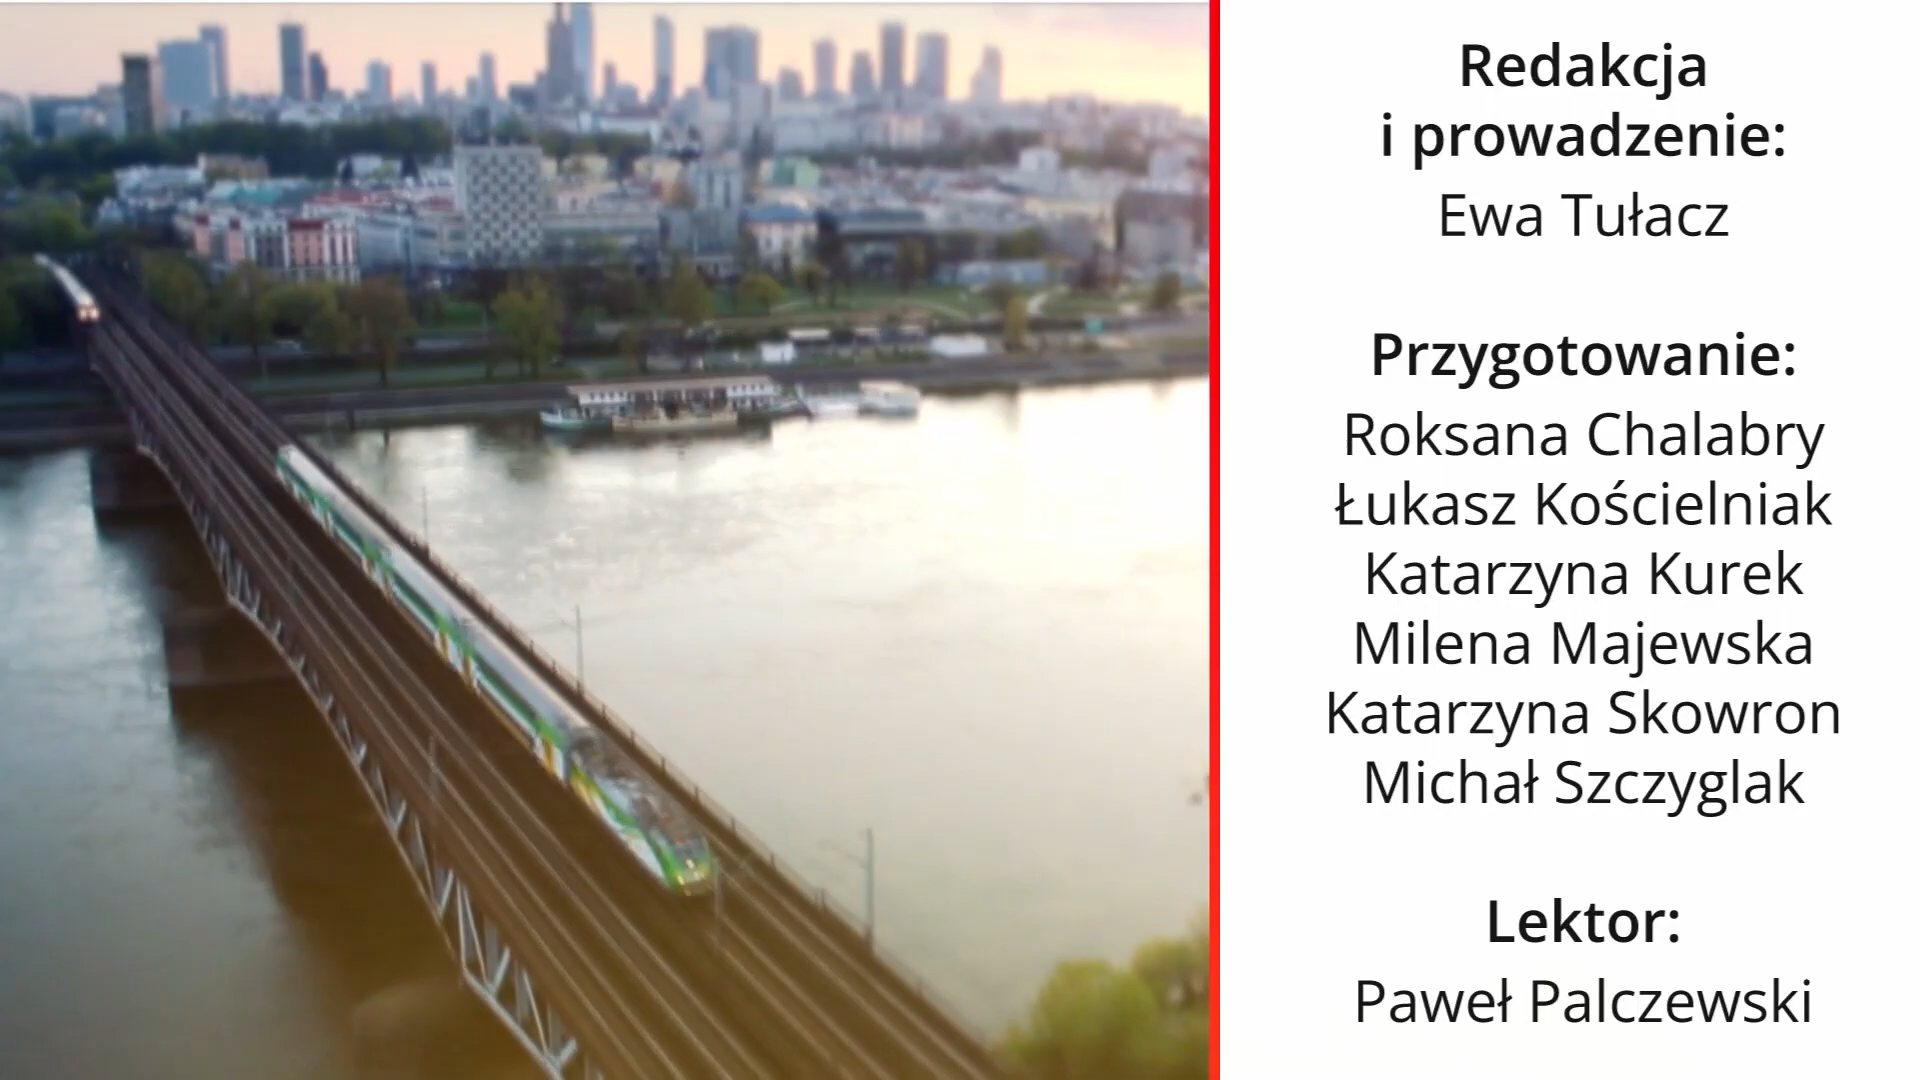 Redakcja
i prowadzenie:
Ewa Tułacz
Przygotowanie:
Roksana Chalabry
Łukasz Kościelniak
Katarzyna Kurek
Milena Majewska
Katarzyna Skowron
Michał Szczyglak
Lektor:
Paweł Palczewski